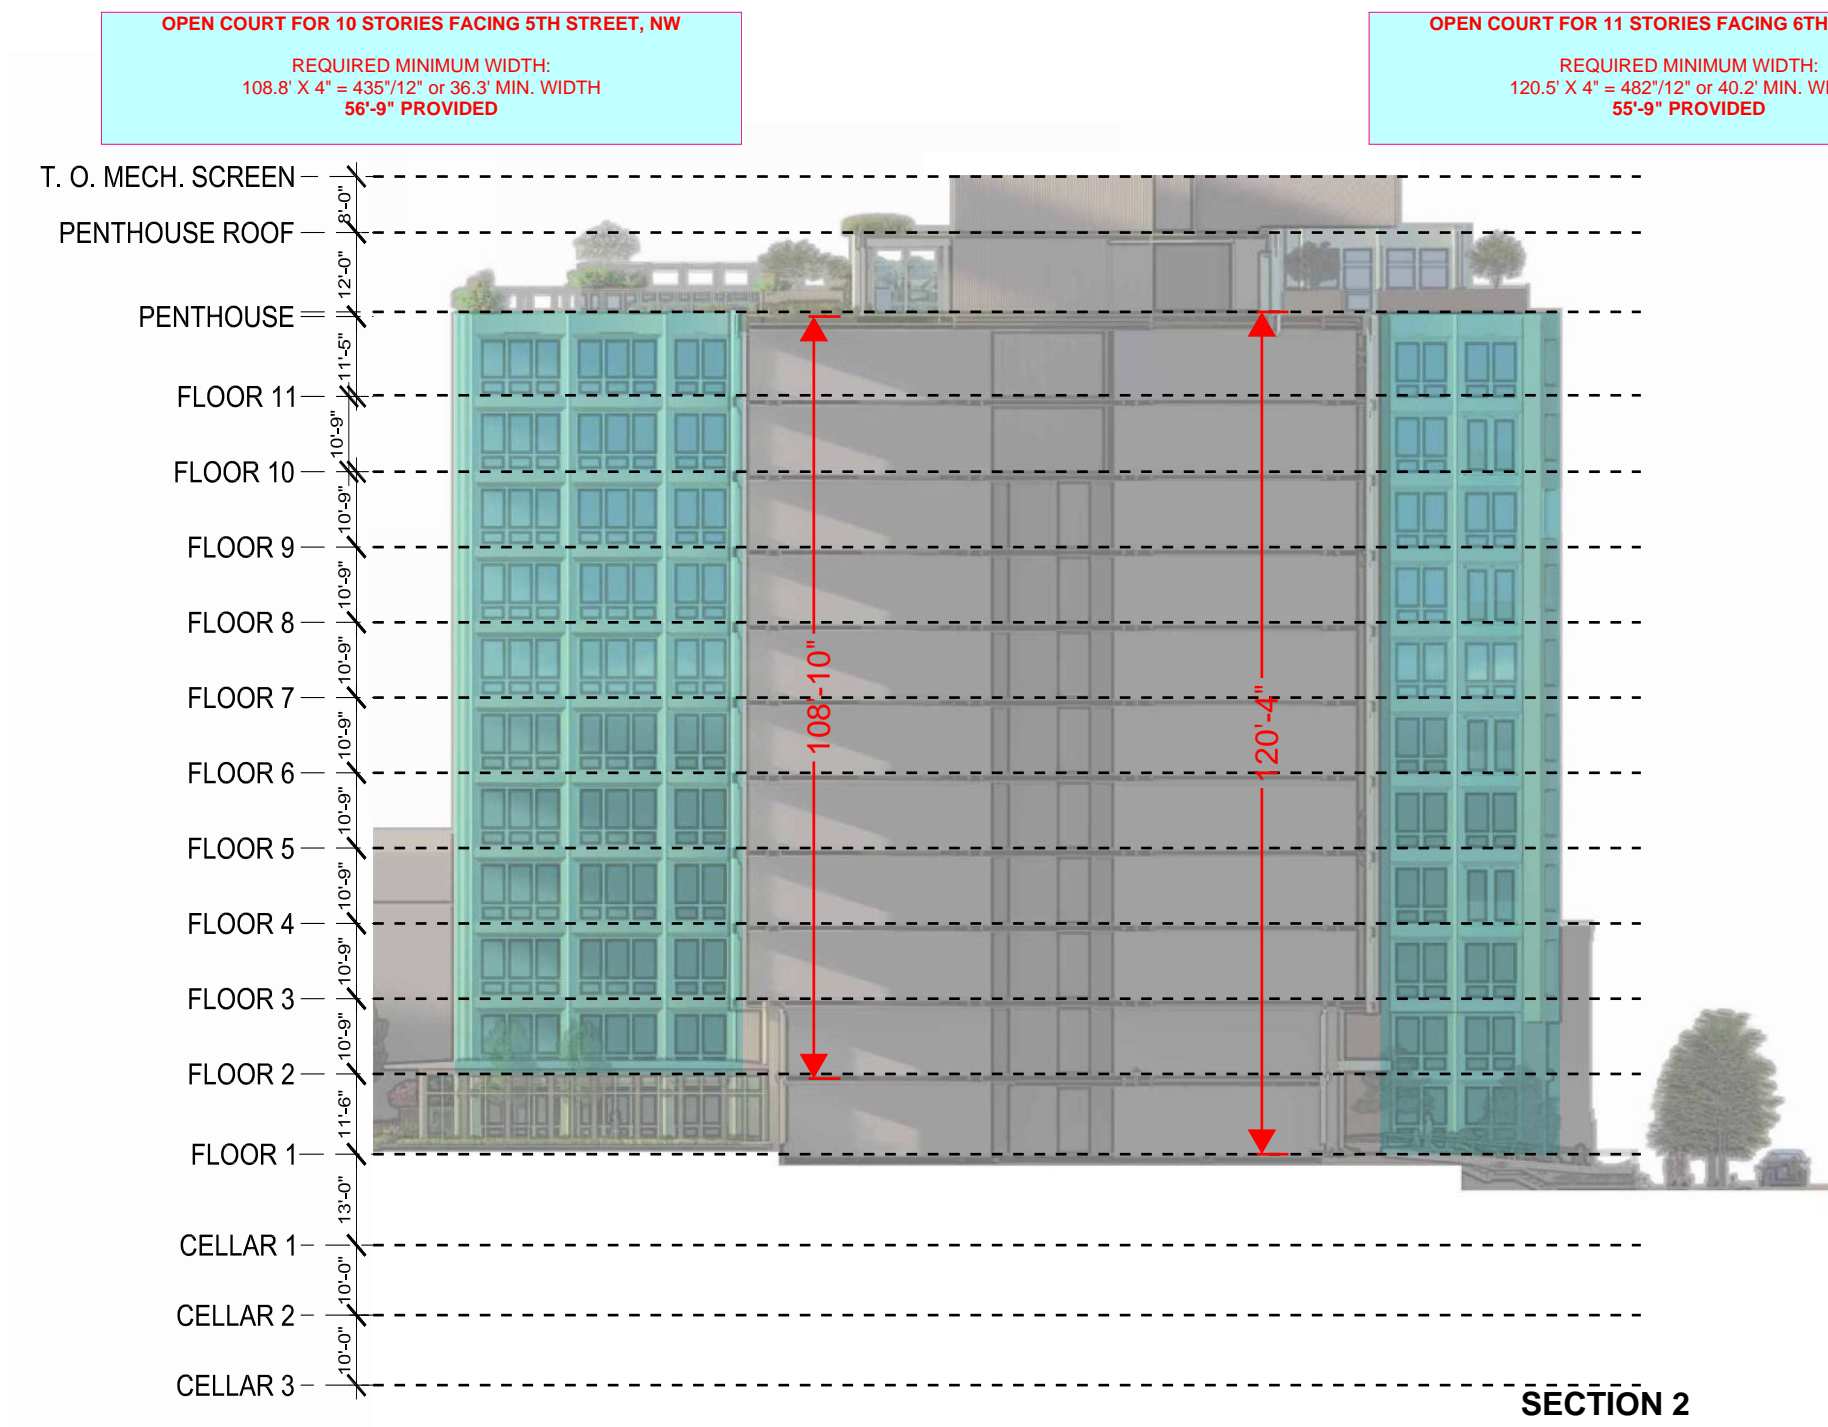 OPEN COURT FOR 10 STORIES FACING 5TH STREET, NW
REQUIRED MINIMUM WIDTH:
108.8' X 4" = 435"/12" or 36.3' MIN. WIDTH
56'-9" PROVIDED
OPEN COURT FOR 11 STORIES FACING 6TH
REQUIRED MINIMUM WIDTH:
120.5' X 4" = 482"/12" or 40.2' MIN.
55'-9" PROVIDED
T. O. MECH. SCREEN
8'-0"
PENTHOUSE ROOF
12'-0"
PENTHOUSE
11'-5"
FLOOR 11
10'-9"
FLOOR 10
10'-9"
FLOOR 9
10'-9"
FLOOR 8
10'-9"
FLOOR 7
10'-9"
FLOOR 6
10'-9"
FLOOR 5
10'-9"
FLOOR 4
10'-9"
FLOOR 3
10'-9"
FLOOR 2
11'-6"
FLOOR 1
13'-0"
CELLAR 1
10'-0"
CELLAR 2
10'-0"
CELLAR 3
108'-10"
120'-4"
SECTION 2